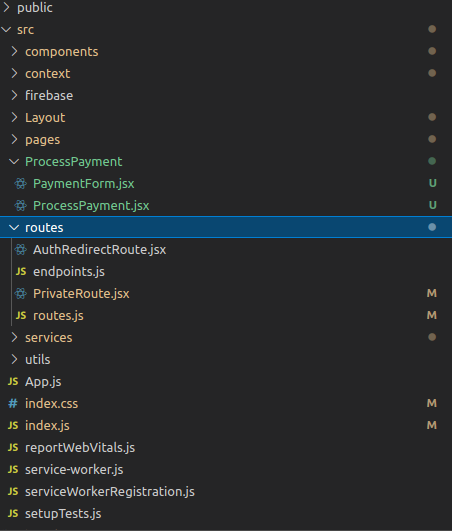 public
src
components
context
firebase
Layout
pages
ProcessPayment
PaymentForm.jsx U
ProcessPayment.jsx U
routes
AuthRedirectRoute.jsx
JS endpoints.js
PrivateRoute.jsx M
JS routes.js M
services
utils
JS App.js
# index.css M
JS index.js M
JS reportWebVitals.js
JS service-worker.js
JS serviceWorkerRegistration.js
JS setupTests.js